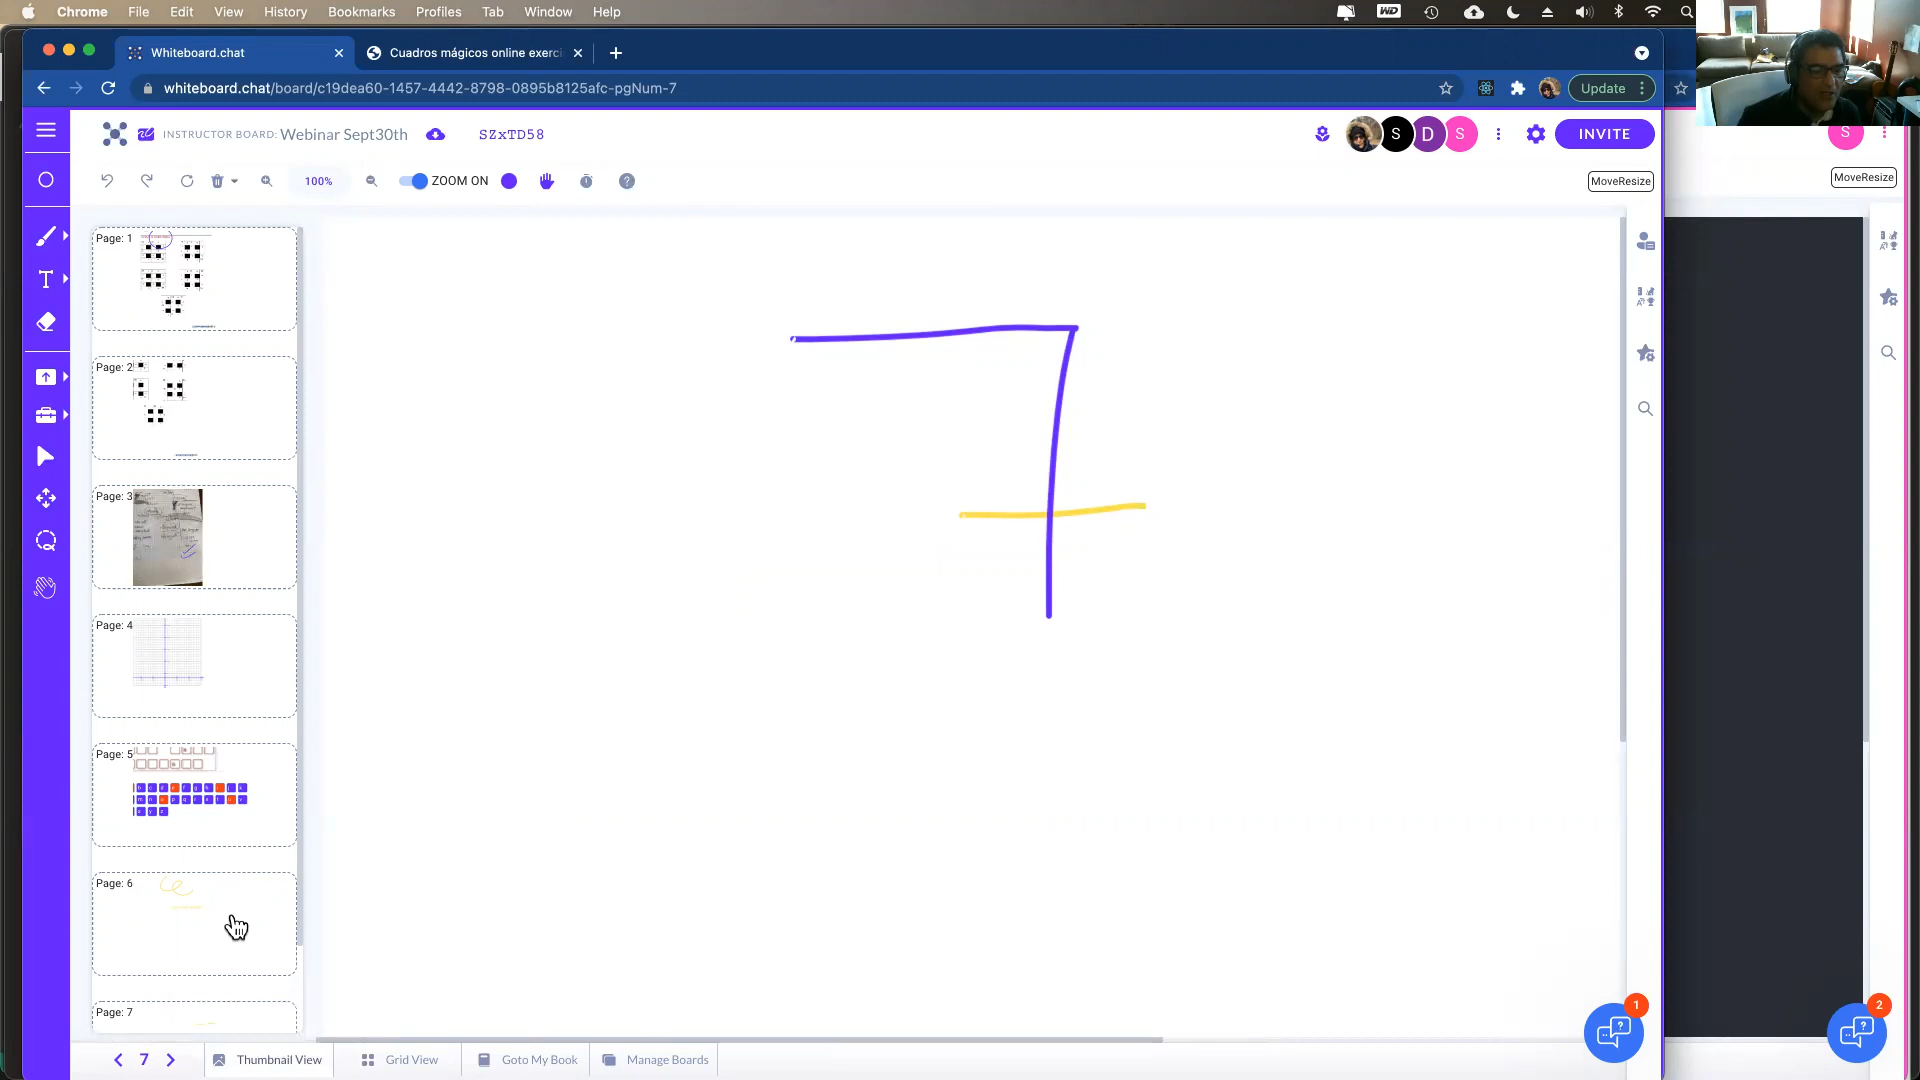 Chrome File Edit View History Bookmarks Profiles Tab Window Help
WD
Whiteboard.chat
Cuadros mágicos online exerci
whiteboard.chat/board/c19dea60-1457-4442-8798-0895b8125afc-pgNum-7
Update
INSTRUCTOR BOARD: Webinar Sept30th
SZxTD58
S D S
INVITE
S
100%
ZOOM ON
MoveResize
MoveResize
Page: 1
Page: 2
Page: 3
Page: 4
Page: 5
Page: 6
Page: 7
7
T
1
2
7
Thumbnail View
Grid View
Goto My Book
Manage Boards